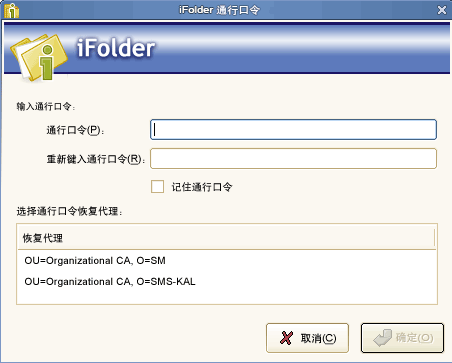 iFolder 通行口令
iFolder
输入通行口令:
通行口令(P):
重新键入通行口令(R):
记住通行口令
选择通行口令恢复代理:
恢复代理
OU=Organizational CA, O=SM
OU=Organizational CA, O=SMS-KAL
取消(C)
确定(O)